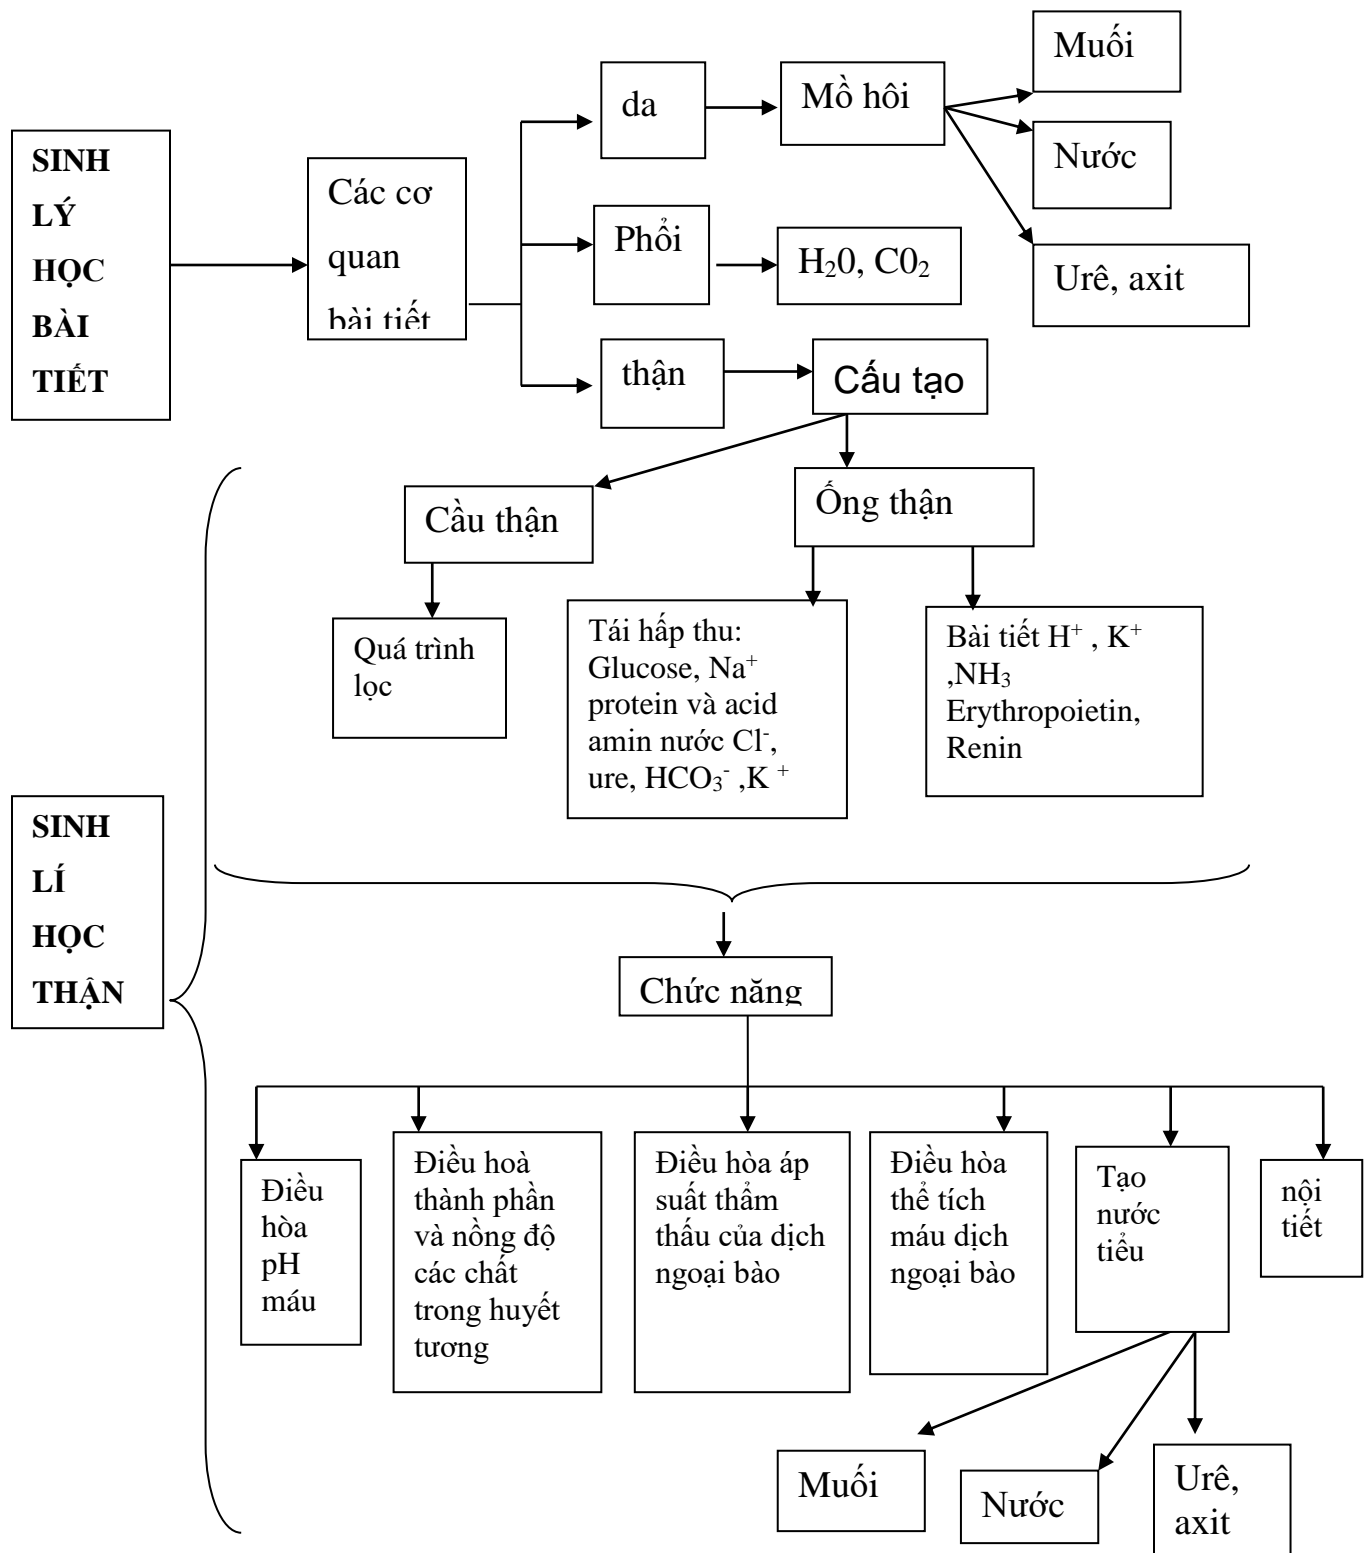 SINH
LÝ
HỌC
BÀI
TIẾT
Các cơ
quan
bài tiết
da
Mồ hôi
Muối
Nước
Urê, axit
Phổi
H₂0, C0₂
thận
Cấu tạo
Cầu thận
Ống thận
Quá trình
lọc
Tái hấp thu:
Glucose, Na⁺
protein và acid
amin nước Cl⁻,
ure, HCO₃⁻ ,K ⁺
Bài tiết H⁺ , K⁺
,NH₃
Erythropoietin,
Renin
SINH
LÍ
HỌC
THẬN
Chức năng
Điều
hòa
pH
máu
Điều hoà
thành phần
và nồng độ
các chất
trong huyết
tương
Điều hòa áp
suất thẩm
thấu của dịch
ngoại bào
Điều hòa
thể tích
máu dịch
ngoại bào
Tạo
nước
tiểu
nội
tiết
Muối
Nước
Urê,
axit